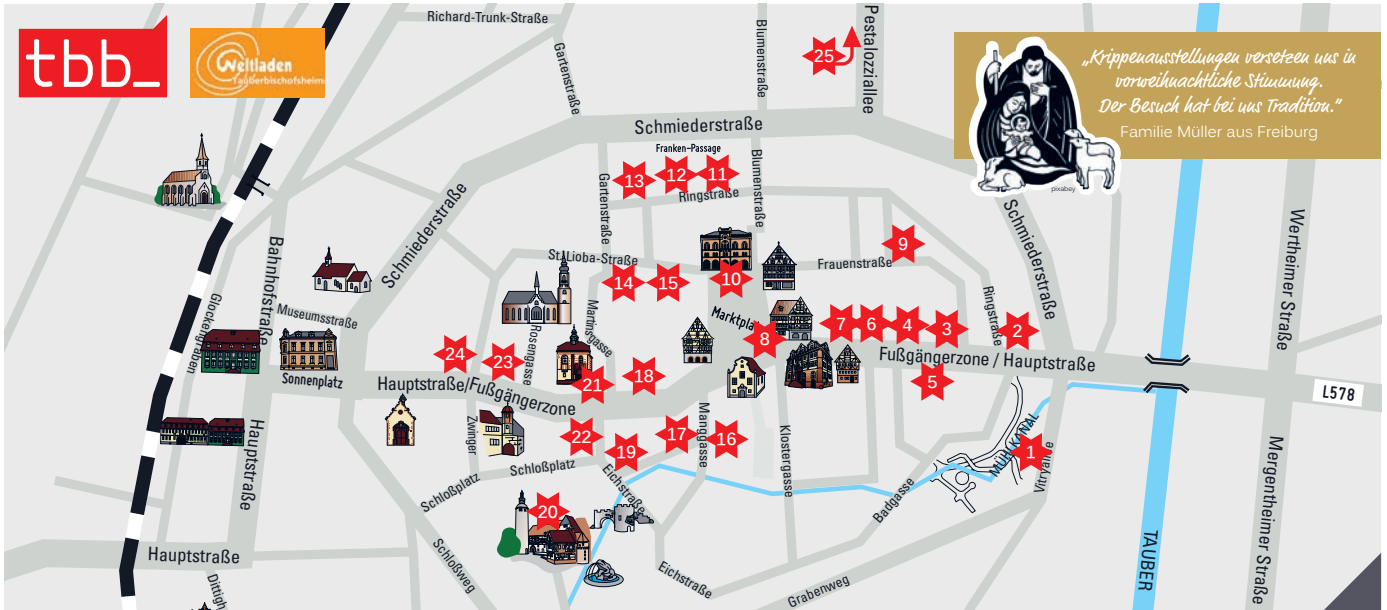 Richard-Trunk-Straße
tbb_
Weltladen
Tauberbischofsheim
Gartenstraße
Blumenstraße
Pestalozziallee
25
„Krippenausstellungen versetzen uns in
vorweihnachtliche Stimmung.
Der Besuch hat bei uns Tradition.“
Familie Müller aus Freiburg
pixabay
Schmiederstraße
Franken-Passage
13
12
11
Ringstraße
Gartenstraße
Blumenstraße
Schmiederstraße
Schmiederstraße
Wertheimer Straße
Bahnhofstraße
Glockengraben
Museumsstraße
Sonnenplatz
St.Lioba-Straße
14
15
10
Frauenstraße
9
Ringstraße
Martinsgasse
Rosengasse
8
7
6
4
3
2
Fußgängerzone / Hauptstraße
5
L578
24
23
21
18
Hauptstraße/Fußgängerzone
Zwinger
22
19
17
16
Manggasse
Klostergasse
MÜHLKANAL
1
Hauptstraße
Schloßplatz
Schloßplatz
Eichstraße
Badgasse
20
Mergentheimer Straße
TAUBER
Hauptstraße
Schloßweg
Eichstraße
Grabenweg